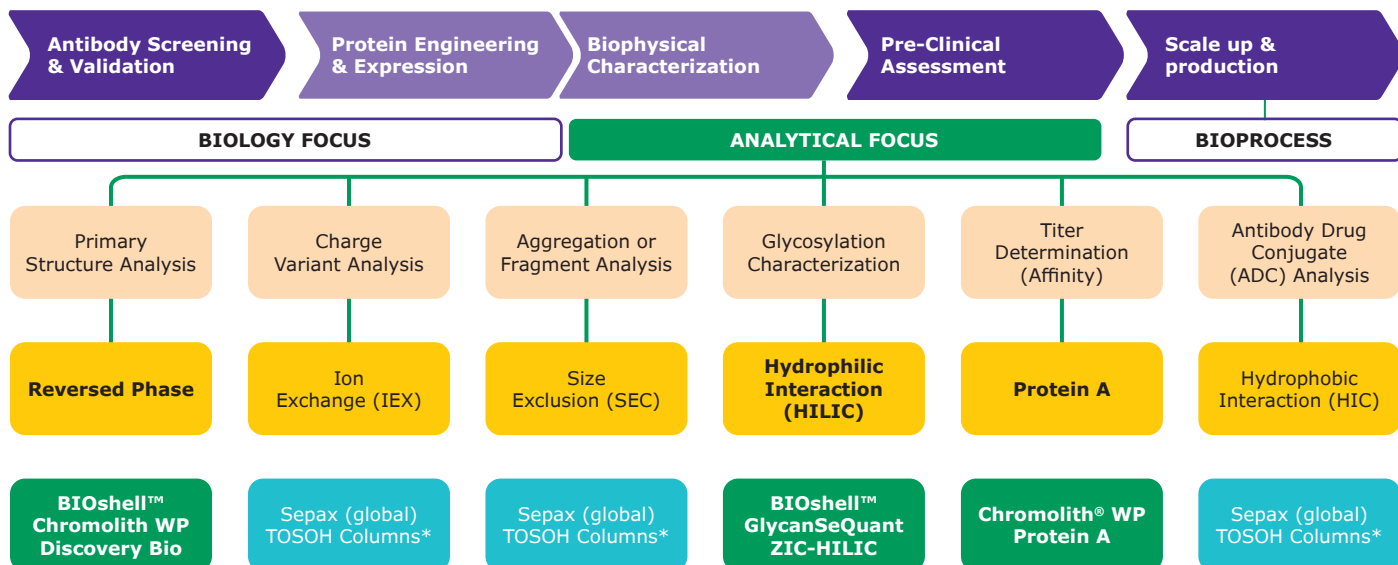 Antibody Screening
& Validation
Protein Engineering
& Expression
Biophysical
Characterization
Pre-Clinical
Assessment
Scale up &
production
BIOLOGY FOCUS
ANALYTICAL FOCUS
BIOPROCESS
Primary
Structure Analysis
Charge
Variant Analysis
Aggregation or
Fragment Analysis
Glycosylation
Characterization
Titer
Determination
(Affinity)
Antibody Drug
Conjugate
(ADC) Analysis
Reversed Phase
Ion
Exchange (IEX)
Size
Exclusion (SEC)
Hydrophilic
Interaction
(HILIC)
Protein A
Hydrophobic
Interaction (HIC)
BIOshell™
Chromolith WP
Discovery Bio
Sepax (global)
TOSOH Columns*
Sepax (global)
TOSOH Columns*
BIOshell™
GlycanSeQuant
ZIC-HILIC
Chromolith® WP
Protein A
Sepax (global)
TOSOH Columns*